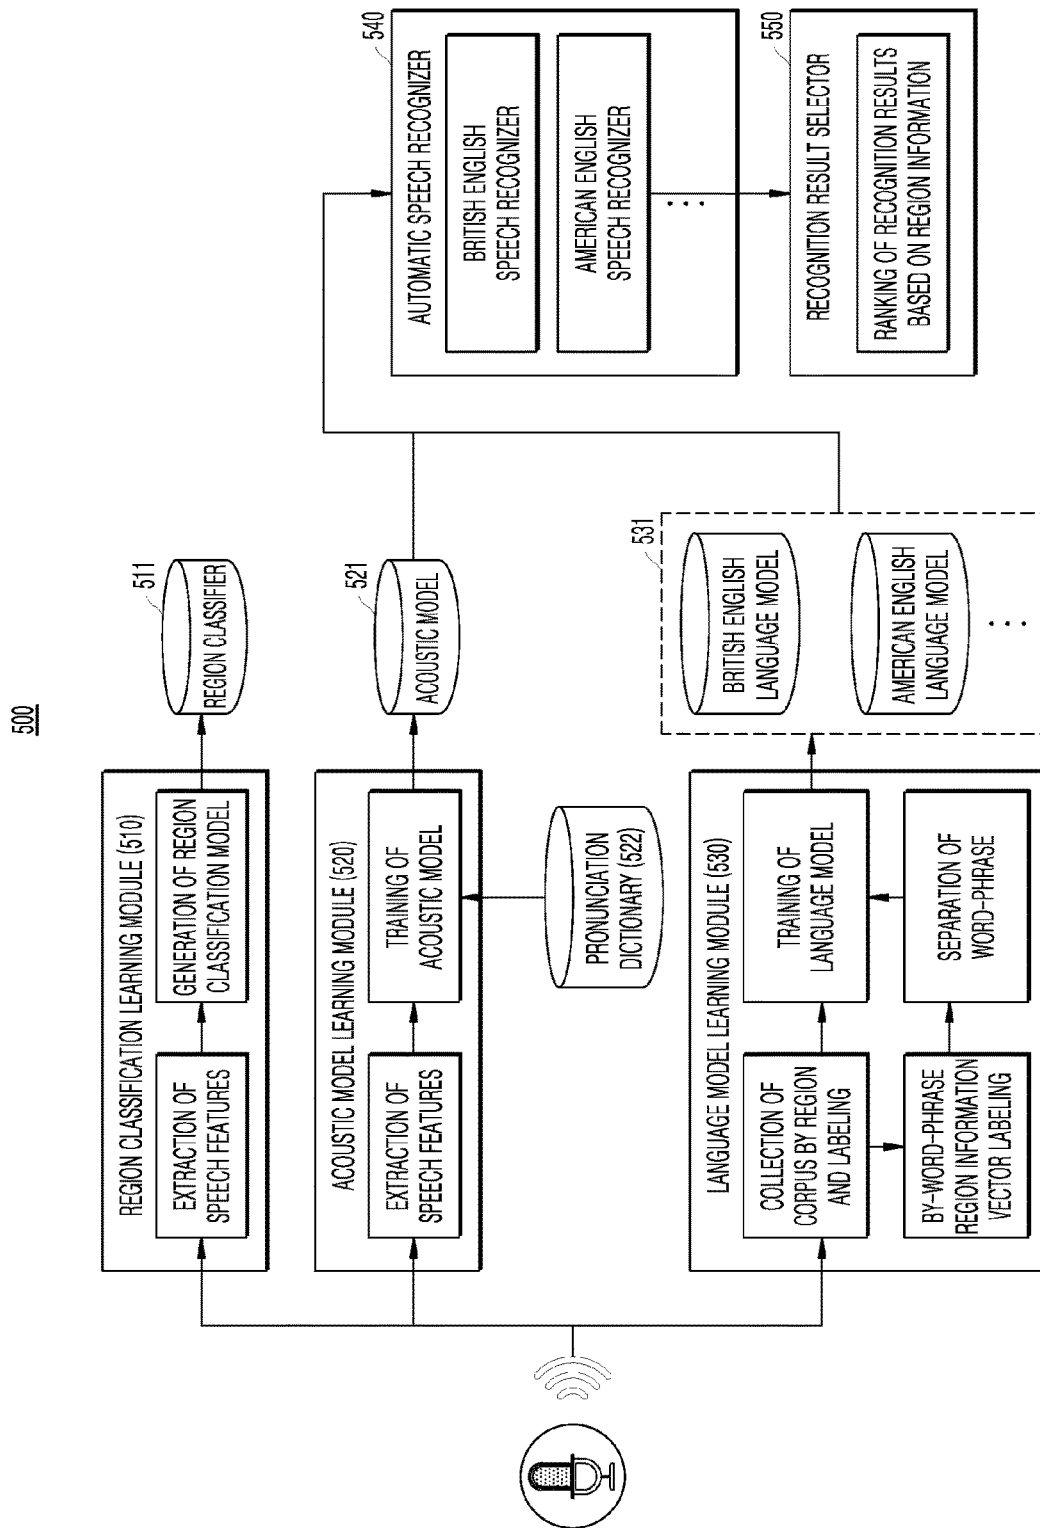 500
REGION CLASSIFICATION LEARNING MODULE (510)
EXTRACTION OF
SPEECH FEATURES
GENERATION OF REGION
CLASSIFICATION MODEL
511
REGION CLASSIFIER
ACOUSTIC MODEL LEARNING MODULE (520)
EXTRACTION OF
SPEECH FEATURES
TRAINING OF
ACOUSTIC MODEL
521
ACOUSTIC MODEL
PRONUNCIATION
DICTIONARY (522)
LANGUAGE MODEL LEARNING MODULE (530)
COLLECTION OF
CORPUS BY REGION
AND LABELING
TRAINING OF
LANGUAGE MODEL
BY-WORD-PHRASE
REGION INFORMATION
VECTOR LABELING
SEPARATION OF
WORD-PHRASE
531
BRITISH ENGLISH
LANGUAGE MODEL
AMERICAN ENGLISH
LANGUAGE MODEL
...
540
AUTOMATIC SPEECH RECOGNIZER
BRITISH ENGLISH
SPEECH RECOGNIZER
AMERICAN ENGLISH
SPEECH RECOGNIZER
...
550
RECOGNITION RESULT SELECTOR
RANKING OF RECOGNITION RESULTS
BASED ON REGION INFORMATION